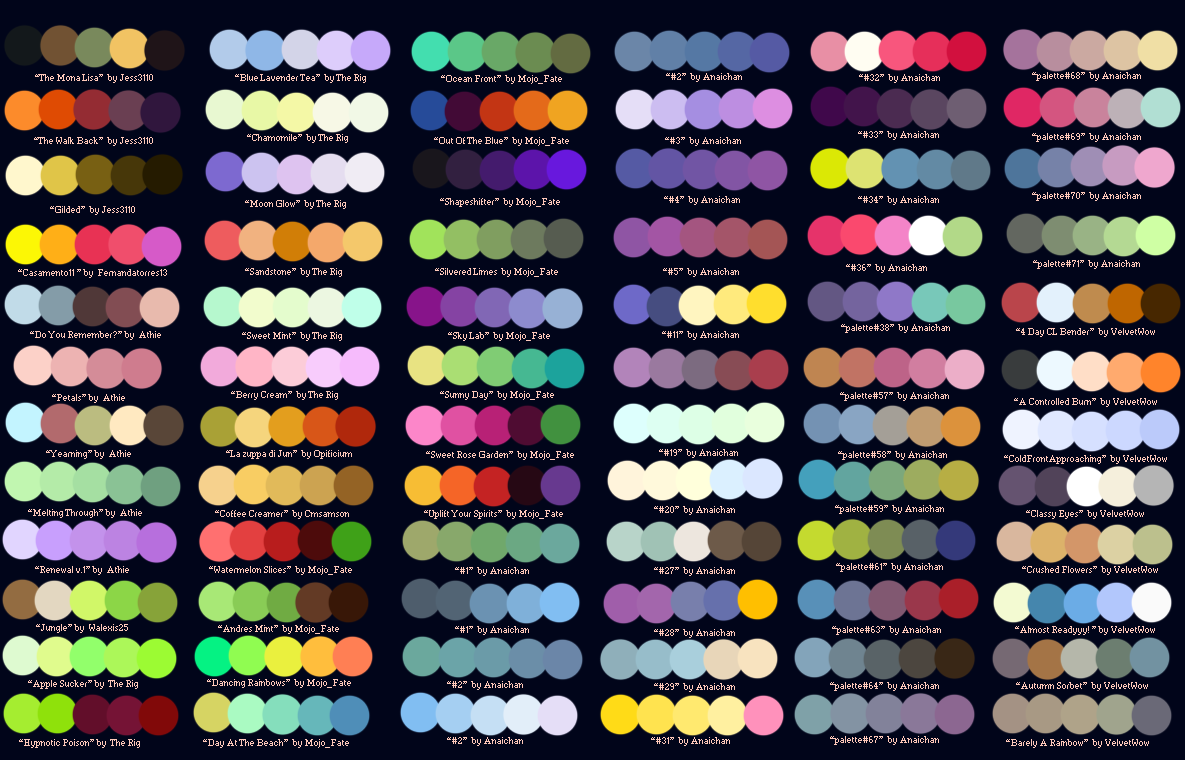 “The Mona Lisa” by Jess3110
“Blue Lavender Tea” by The Rig
“Ocean Front” by Mojo_Fate
“#2” by Anaichan
“#32” by Anaichan
“palette#68” by Anaichan
“The Walk Back” by Jess3110
“Chamomile” by The Rig
“Out Of The Blue” by Mojo_Fate
“#3” by Anaichan
“#33” by Anaichan
“palette#69” by Anaichan
“Gilded” by Jess3110
“Moon Glow” by The Rig
“Shapeshifter” by Mojo_Fate
“#4” by Anaichan
“#34” by Anaichan
“palette#70” by Anaichan
“Casamento11” by Fernandatorres13
“Sandstone” by The Rig
“Silvered Limes” by Mojo_Fate
“#5” by Anaichan
“#36” by Anaichan
“palette#71” by Anaichan
“Do You Remember?” by Athie
“Sweet Mint” by The Rig
“Sky Lab” by Mojo_Fate
“#11” by Anaichan
“palette#38” by Anaichan
“4 Day CL Bender” by VelvetWow
“Petals” by Athie
“Berry Cream” by The Rig
“Sunny Day” by Mojo_Fate
“#17” by Anaichan
“palette#57” by Anaichan
“A Controlled Burn” by VelvetWow
“Yearning” by Athie
“La zuppa di Jun” by Opiticium
“Sweet Rose Garden” by Mojo_Fate
“#19” by Anaichan
“palette#58” by Anaichan
“ColdFrontApproaching” by VelvetWow
“Melting Through” by Athie
“Coffee Creamer” by Cmsamson
“Uplift Your Spirits” by Mojo_Fate
“#20” by Anaichan
“palette#59” by Anaichan
“Classy Eyes” by VelvetWow
“Renewal v.1” by Athie
“Watermelon Slices” by Mojo_Fate
“#1” by Anaichan
“#27” by Anaichan
“palette#61” by Anaichan
“Crushed Flowers” by VelvetWow
“Jungle” by Walexis25
“Andres Mint” by Mojo_Fate
“#1” by Anaichan
“#28” by Anaichan
“palette#63” by Anaichan
“Almost Readyyy!” by VelvetWow
“Apple Sucker” by The Rig
“Dancing Rainbows” by Mojo_Fate
“#2” by Anaichan
“#29” by Anaichan
“palette#64” by Anaichan
“Autumn Sorbet” by VelvetWow
“Hypnotic Poison” by The Rig
“Day At The Beach” by Mojo_Fate
“#2” by Anaichan
“#31” by Anaichan
“palette#67” by Anaichan
“Barely A Rainbow” by VelvetWow